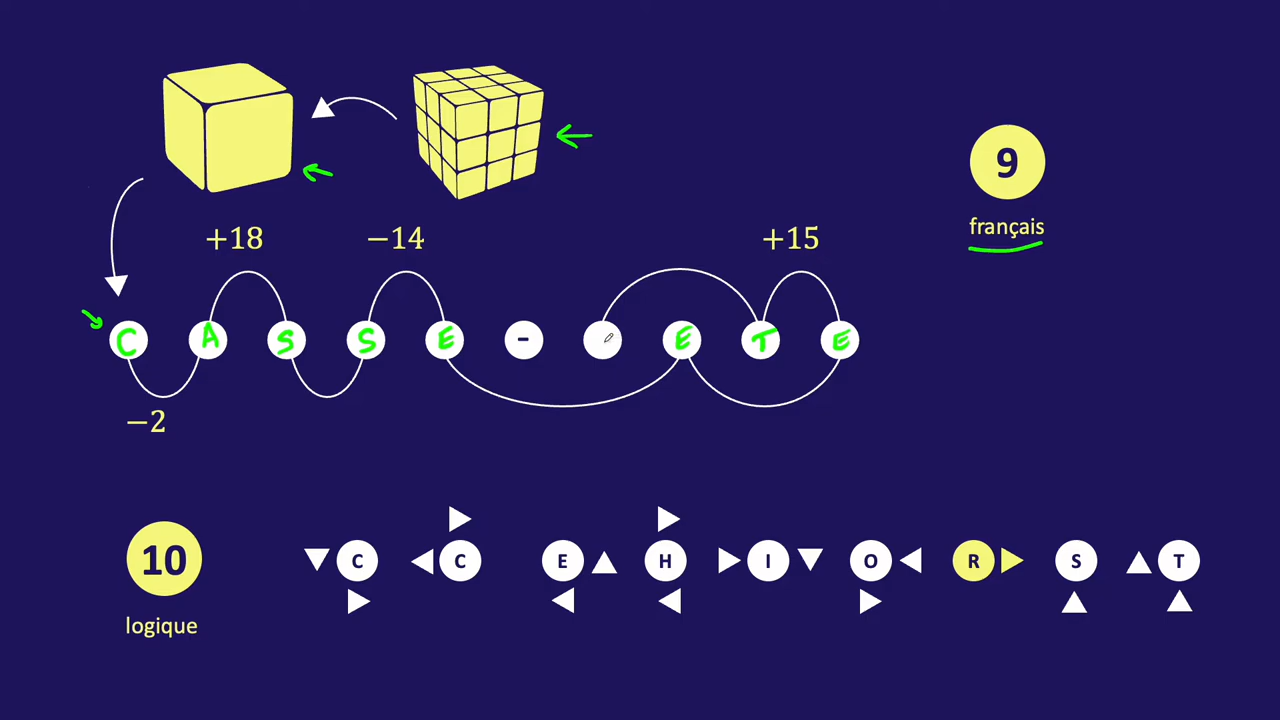 9
français
+18 −14 +15
C A S S E - E T E
−2
10
logique
C C E H I O R S T